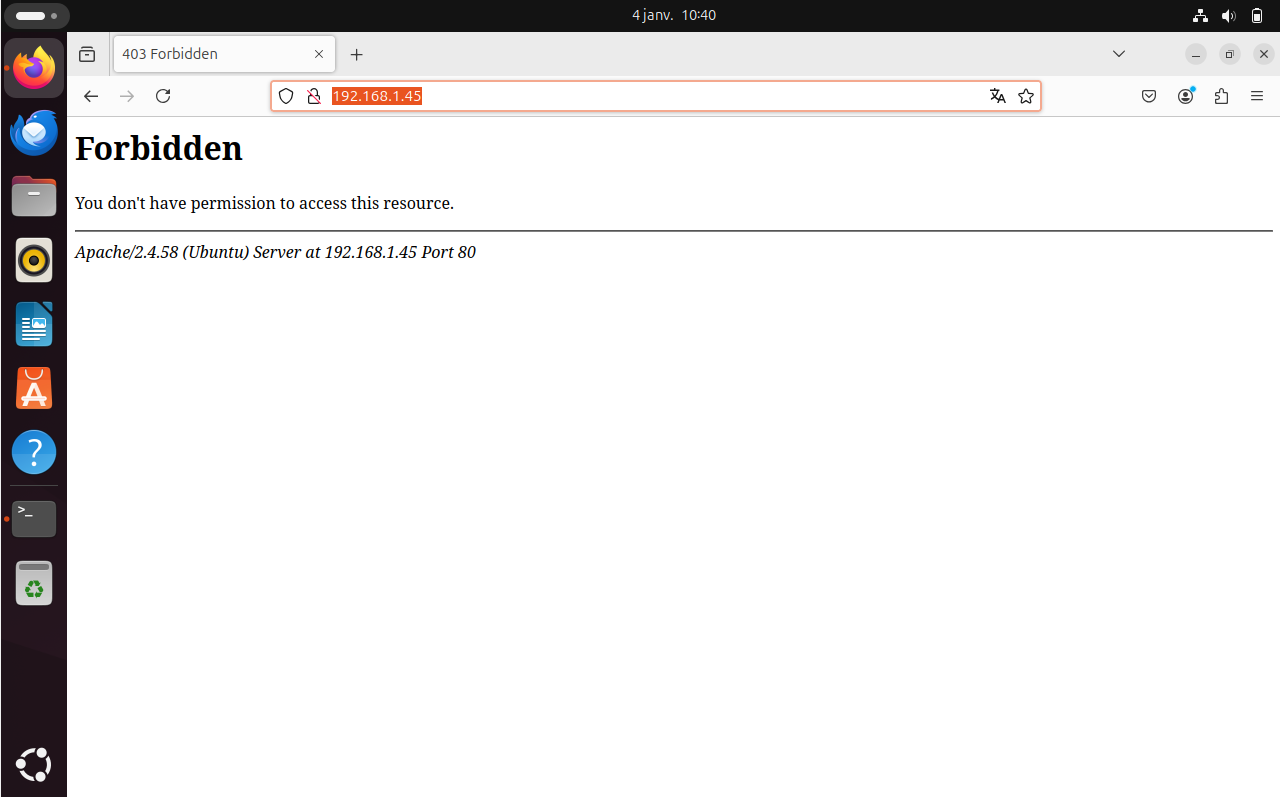 4 janv. 10:40
403 Forbidden
192.168.1.45
Forbidden
You don't have permission to access this resource.
Apache/2.4.58 (Ubuntu) Server at 192.168.1.45 Port 80